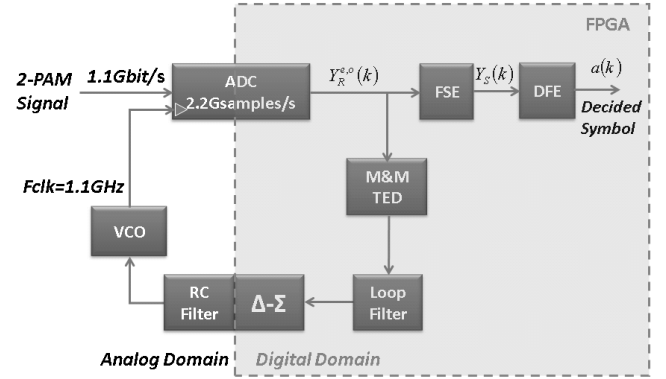 FPGA
2-PAM
Signal
1.1Gbit/s
ADC
2.2Gsamples/s
Y_R^{e,o}(k)
FSE
Y_S(k)
DFE
a(k)
Decided
Symbol
Fclk=1.1GHz
M&M
TED
VCO
RC
Filter
Δ-Σ
Loop
Filter
Analog Domain
Digital Domain